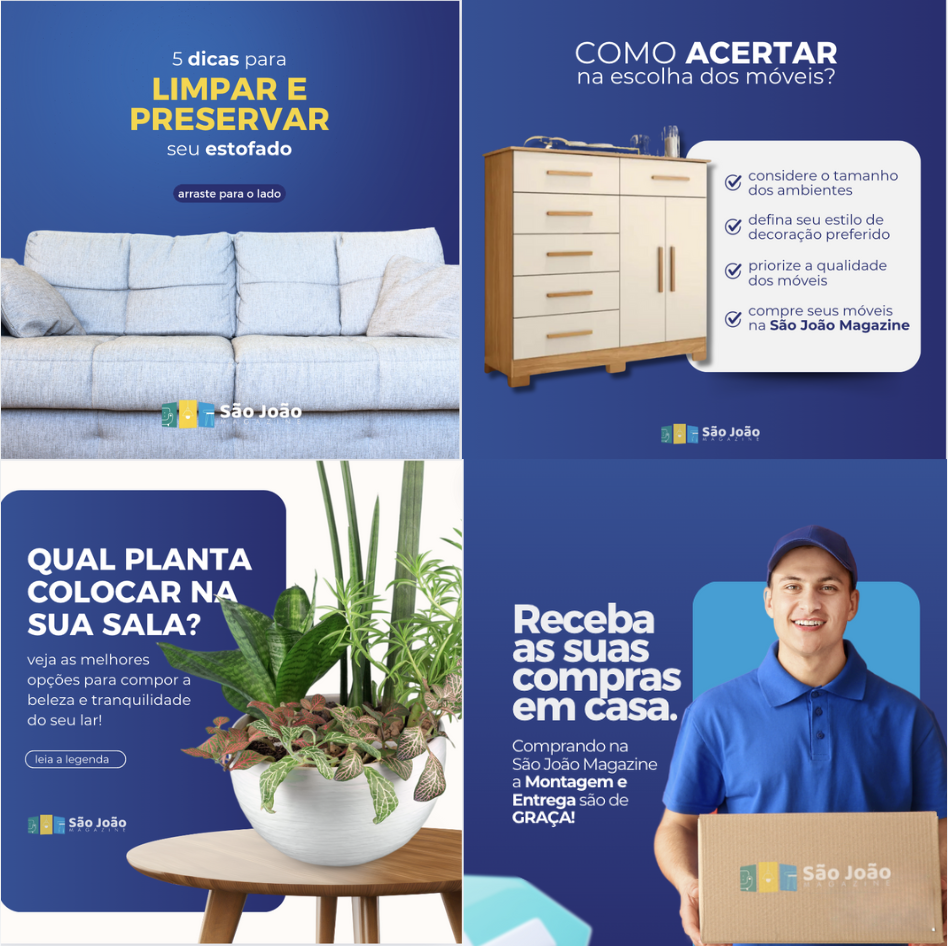 5 dicas para
LIMPAR E
PRESERVAR
seu estofado
arraste para o lado
São João
MAGAZINE
COMO ACERTAR
na escolha dos móveis?
considere o tamanho
dos ambientes
defina seu estilo de
decoração preferido
priorize a qualidade
dos móveis
compre seus móveis
na São João Magazine
São João
MAGAZINE
QUAL PLANTA
COLOCAR NA
SUA SALA?
veja as melhores
opções para compor a
beleza e tranquilidade
do seu lar!
leia a legenda
São João
MAGAZINE
Receba
as suas
compras
em casa.
Comprando na
São João Magazine
a Montagem e
Entrega são de
GRAÇA!
São João
MAGAZINE